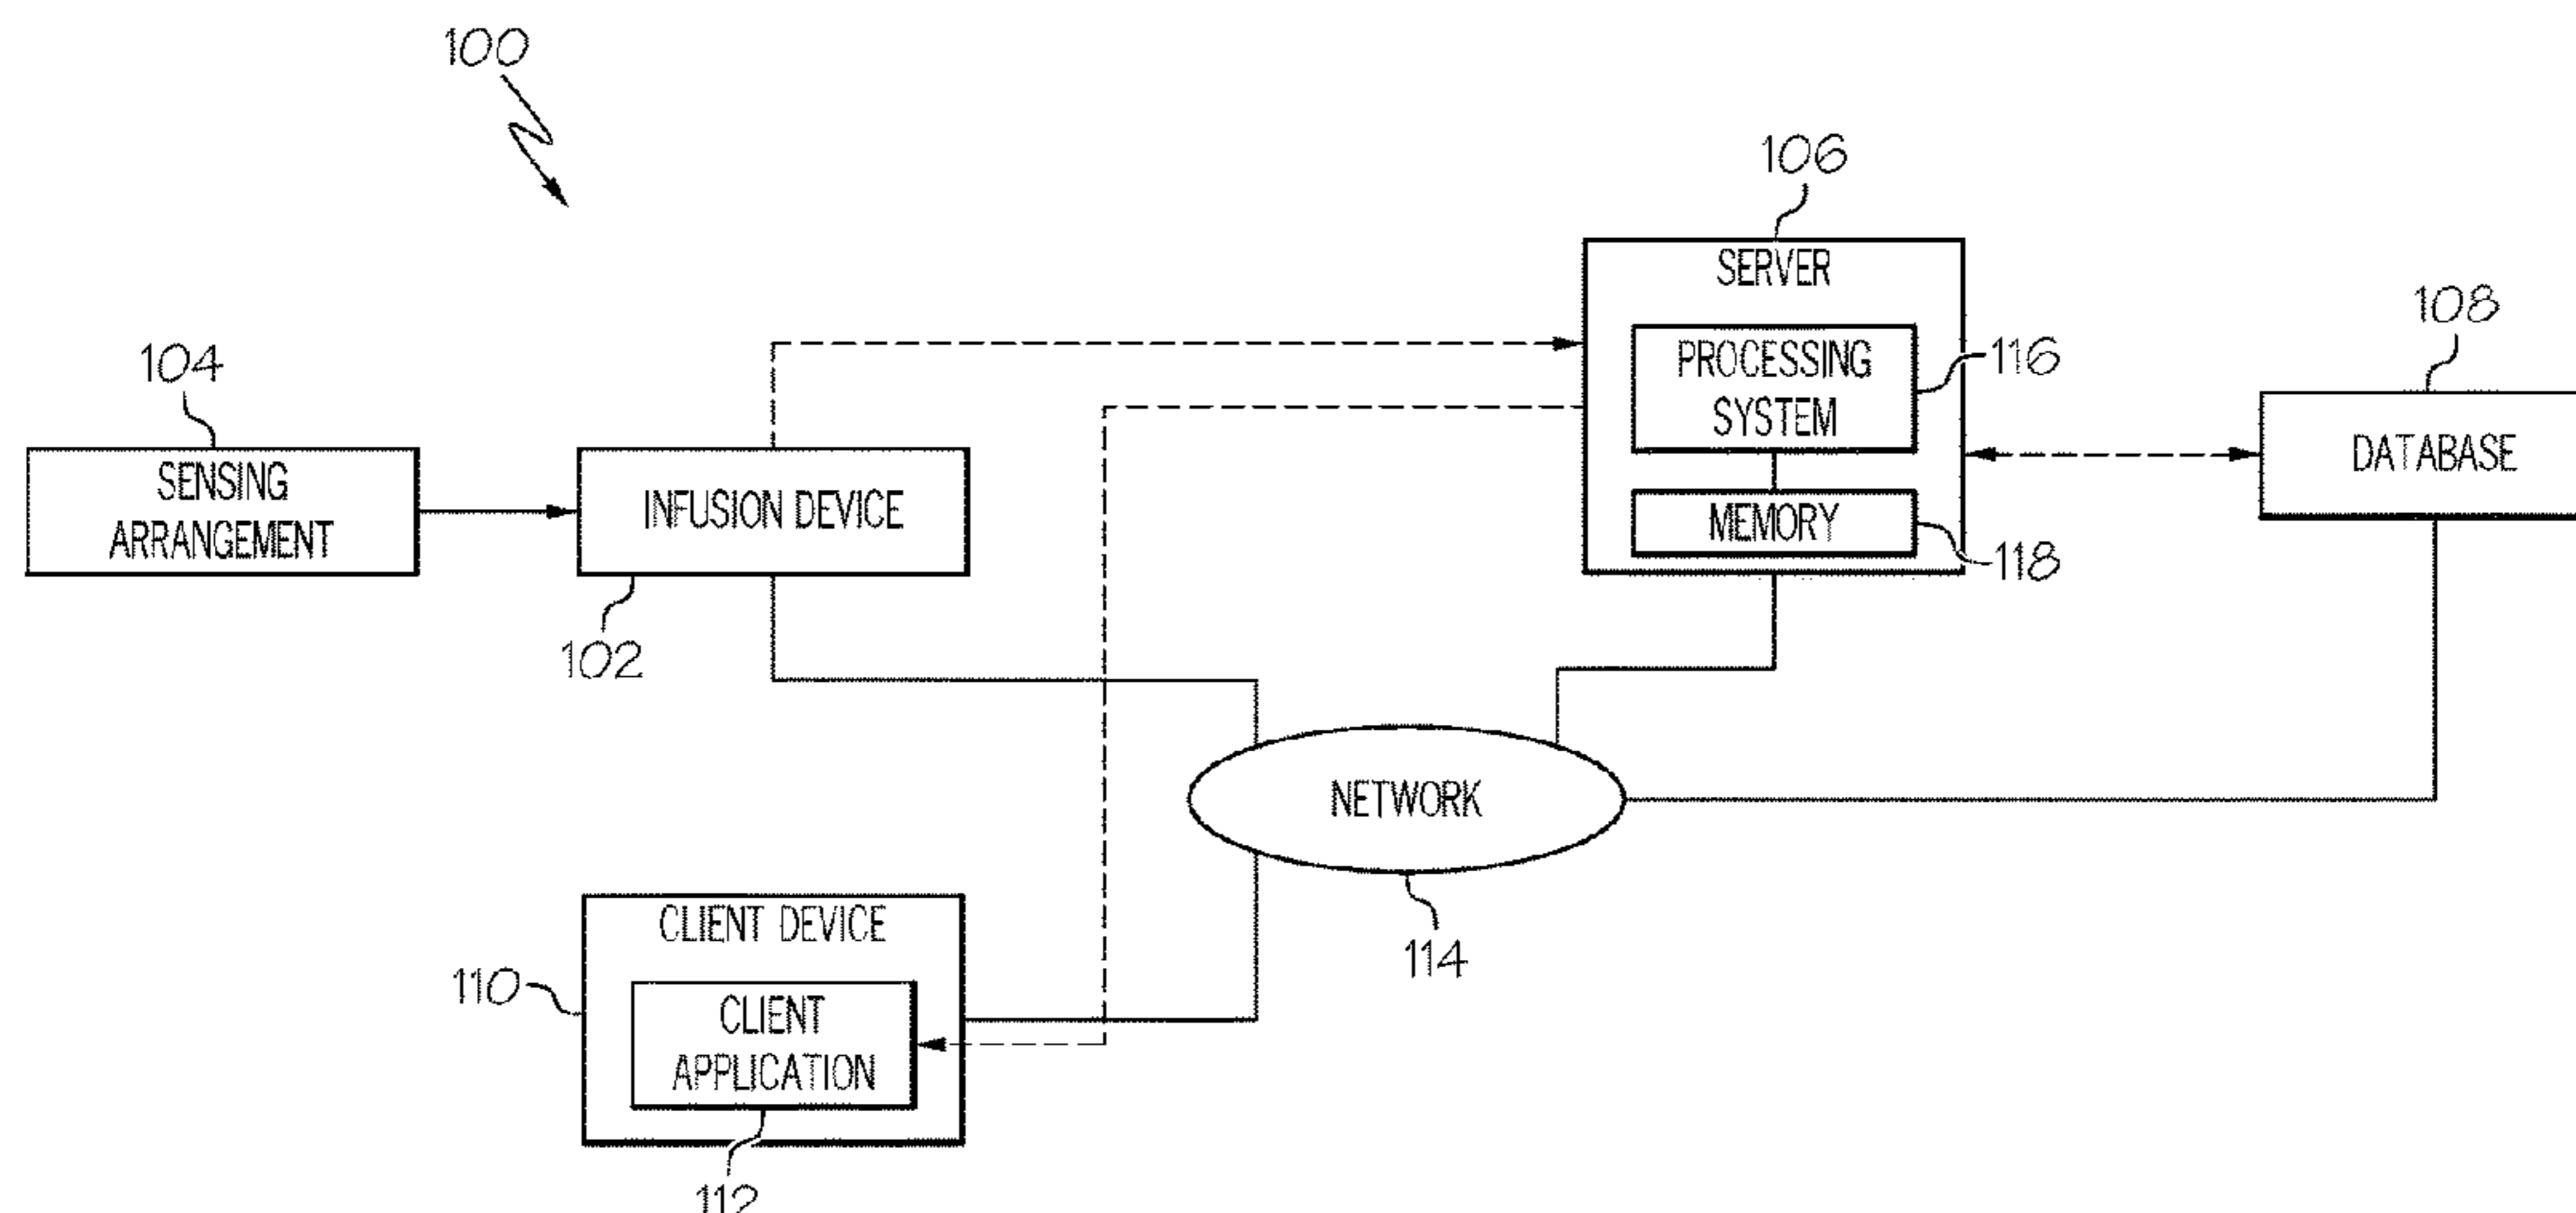 100
106
SERVER
108
104
PROCESSING
SYSTEM
116
SENSING
ARRANGEMENT
INFUSION DEVICE
DATABASE
MEMORY
118
102
NETWORK
CLIENT DEVICE
114
110
CLIENT
APPLICATION
112